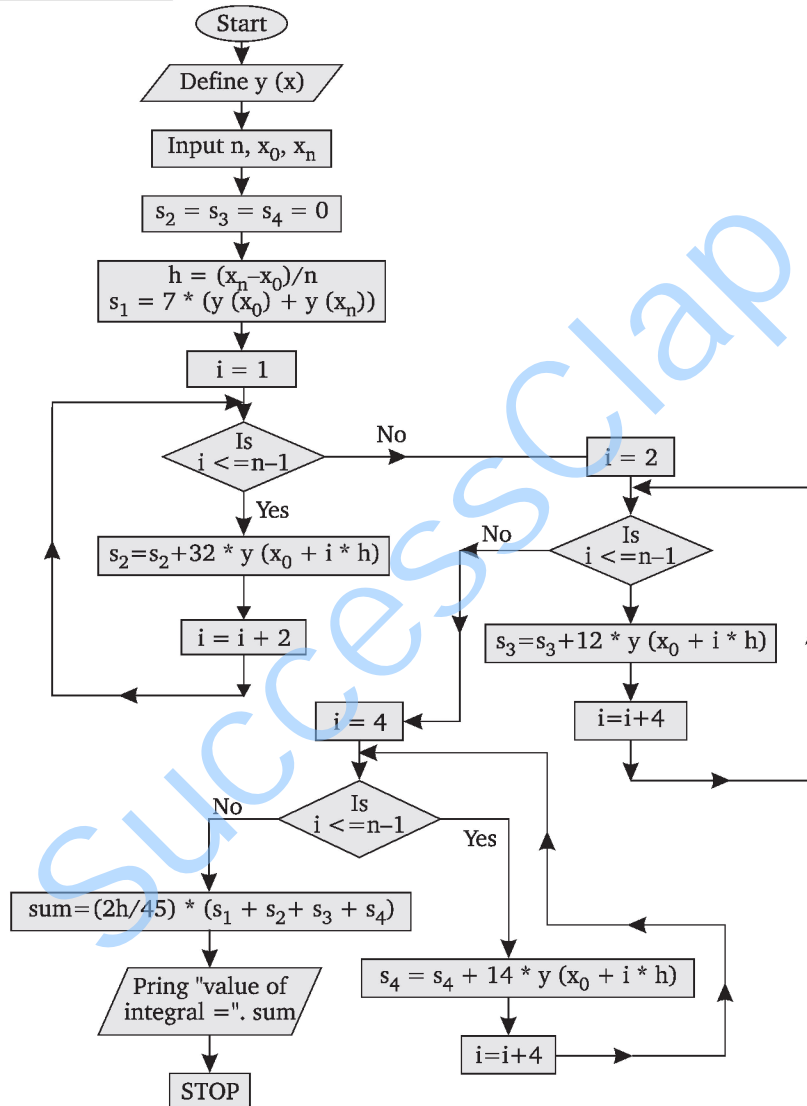 Start
Define y (x)
Input n, x₀, xₙ
s₂ = s₃ = s₄ = 0
h = (xₙ–x₀)/n
s₁ = 7 * (y (x₀) + y (xₙ))
i = 1
Is
i <=n–1
No
Yes
s₂=s₂+32 * y (x₀ + i * h)
i = i + 2
i = 2
Is
i <=n–1
No
s₃=s₃+12 * y (x₀ + i * h)
i=i+4
i = 4
Is
i <=n–1
No
Yes
sum=(2h/45) * (s₁ + s₂+ s₃ + s₄)
s₄ = s₄ + 14 * y (x₀ + i * h)
i=i+4
Pring "value of
integral =". sum
STOP
SuccessClap